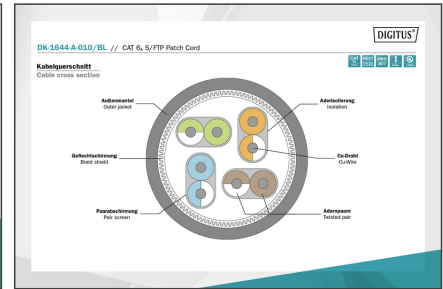 DIGITUS®
DK-1644-A-010/BL // CAT 6A S/FTP Patch Cord
Kabelquerschnitt
Cable cross section
Außenmantel
Outer jacket
Aderisolierung
Isolation
Geflechtschirmung
Braid shield
Cu-Draht
Cu-Wire
Paarabschirmung
Pair screen
Adernpaare
Twisted pair